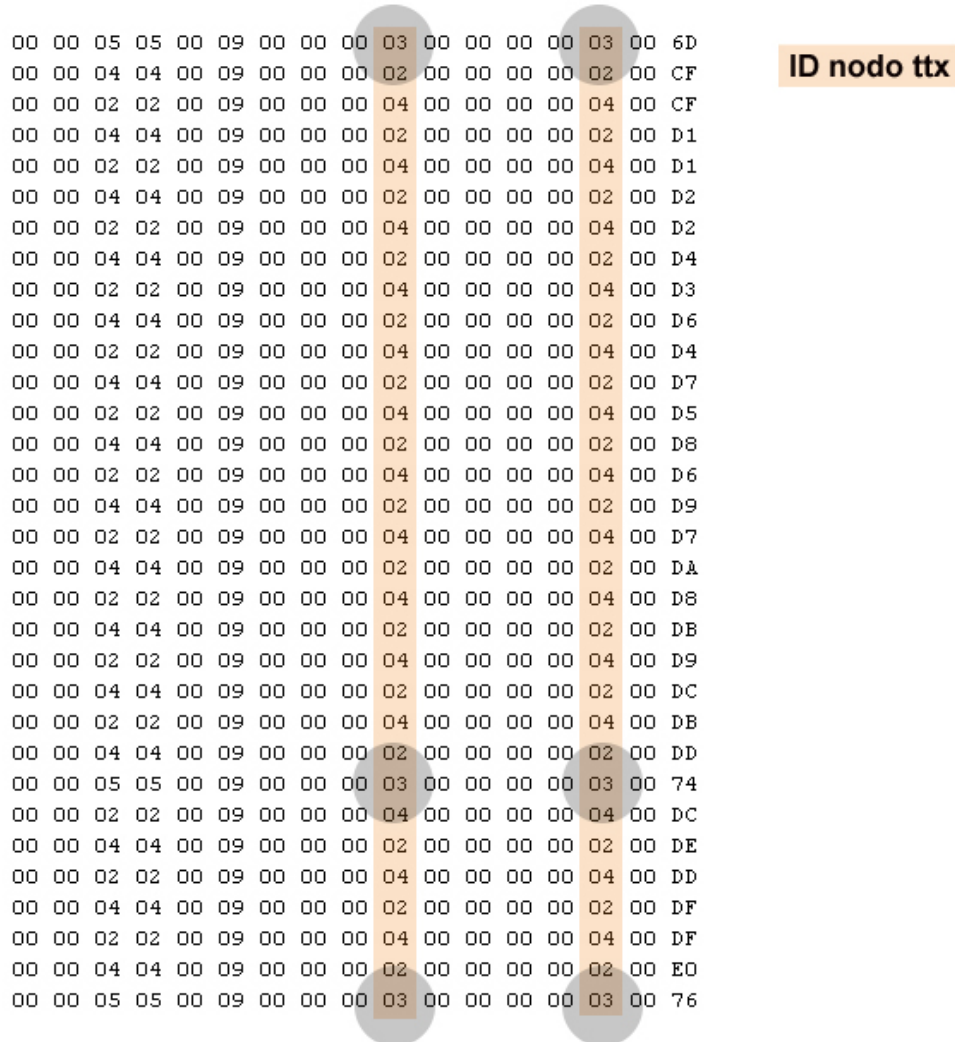 00 00 05 05 00 09 00 00 00 03 00 00 00 00 03 00 6D
ID nodo ttx
00 00 04 04 00 09 00 00 00 02 00 00 00 00 02 00 CF
00 00 02 02 00 09 00 00 00 04 00 00 00 00 04 00 CF
00 00 04 04 00 09 00 00 00 02 00 00 00 00 02 00 D1
00 00 02 02 00 09 00 00 00 04 00 00 00 00 04 00 D1
00 00 04 04 00 09 00 00 00 02 00 00 00 00 02 00 D2
00 00 02 02 00 09 00 00 00 04 00 00 00 00 04 00 D2
00 00 04 04 00 09 00 00 00 02 00 00 00 00 02 00 D4
00 00 02 02 00 09 00 00 00 04 00 00 00 00 04 00 D3
00 00 04 04 00 09 00 00 00 02 00 00 00 00 02 00 D6
00 00 02 02 00 09 00 00 00 04 00 00 00 00 04 00 D4
00 00 04 04 00 09 00 00 00 02 00 00 00 00 02 00 D7
00 00 02 02 00 09 00 00 00 04 00 00 00 00 04 00 D5
00 00 04 04 00 09 00 00 00 02 00 00 00 00 02 00 D8
00 00 02 02 00 09 00 00 00 04 00 00 00 00 04 00 D6
00 00 04 04 00 09 00 00 00 02 00 00 00 00 02 00 D9
00 00 02 02 00 09 00 00 00 04 00 00 00 00 04 00 D7
00 00 04 04 00 09 00 00 00 02 00 00 00 00 02 00 DA
00 00 02 02 00 09 00 00 00 04 00 00 00 00 04 00 D8
00 00 04 04 00 09 00 00 00 02 00 00 00 00 02 00 DB
00 00 02 02 00 09 00 00 00 04 00 00 00 00 04 00 D9
00 00 04 04 00 09 00 00 00 02 00 00 00 00 02 00 DC
00 00 02 02 00 09 00 00 00 04 00 00 00 00 04 00 DB
00 00 04 04 00 09 00 00 00 02 00 00 00 00 02 00 DD
00 00 05 05 00 09 00 00 00 03 00 00 00 00 03 00 74
00 00 02 02 00 09 00 00 00 04 00 00 00 00 04 00 DC
00 00 04 04 00 09 00 00 00 02 00 00 00 00 02 00 DE
00 00 02 02 00 09 00 00 00 04 00 00 00 00 04 00 DD
00 00 04 04 00 09 00 00 00 02 00 00 00 00 02 00 DF
00 00 02 02 00 09 00 00 00 04 00 00 00 00 04 00 DF
00 00 04 04 00 09 00 00 00 02 00 00 00 00 02 00 E0
00 00 05 05 00 09 00 00 00 03 00 00 00 00 03 00 76